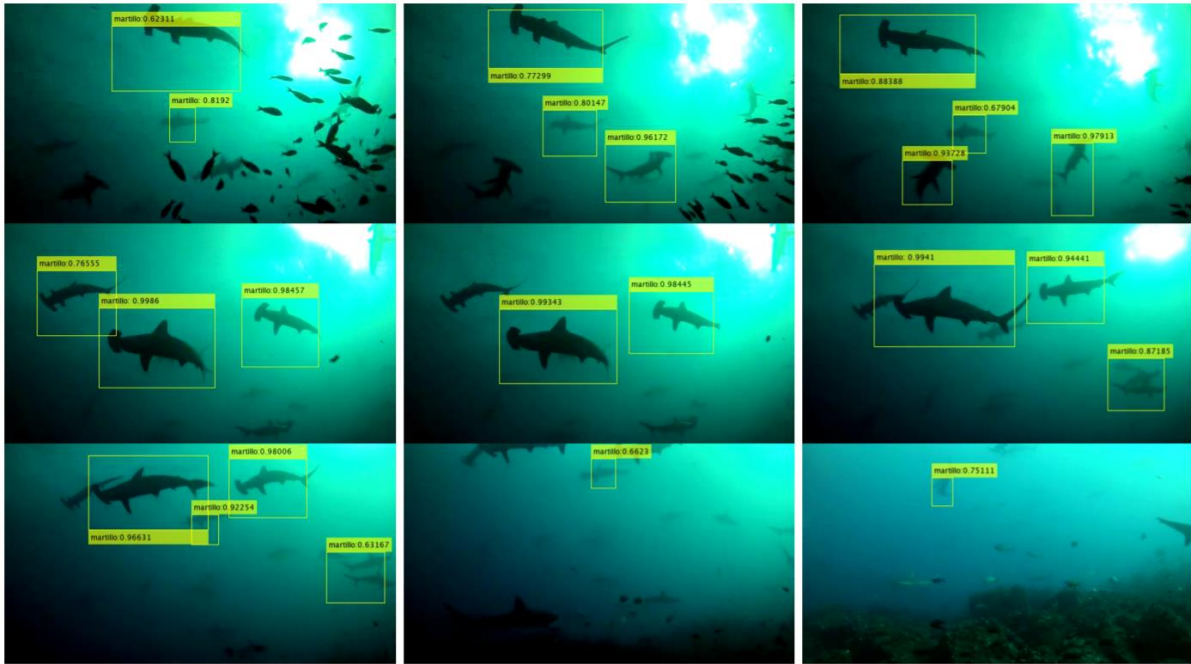 martillo:0.62311
martillo: 0.8192
martillo:0.77299
martillo:0.80147
martillo:0.96172
martillo:0.88388
martillo:0.67904
martillo:0.97913
martillo:0.93728
martillo:0.76555
martillo: 0.9986
martillo:0.98457
martillo:0.98445
martillo:0.99343
martillo: 0.9941
martillo:0.94441
martillo:0.87185
martillo:0.98006
martillo:0.92254
martillo:0.96631
martillo:0.63167
martillo:0.6623
martillo:0.75111